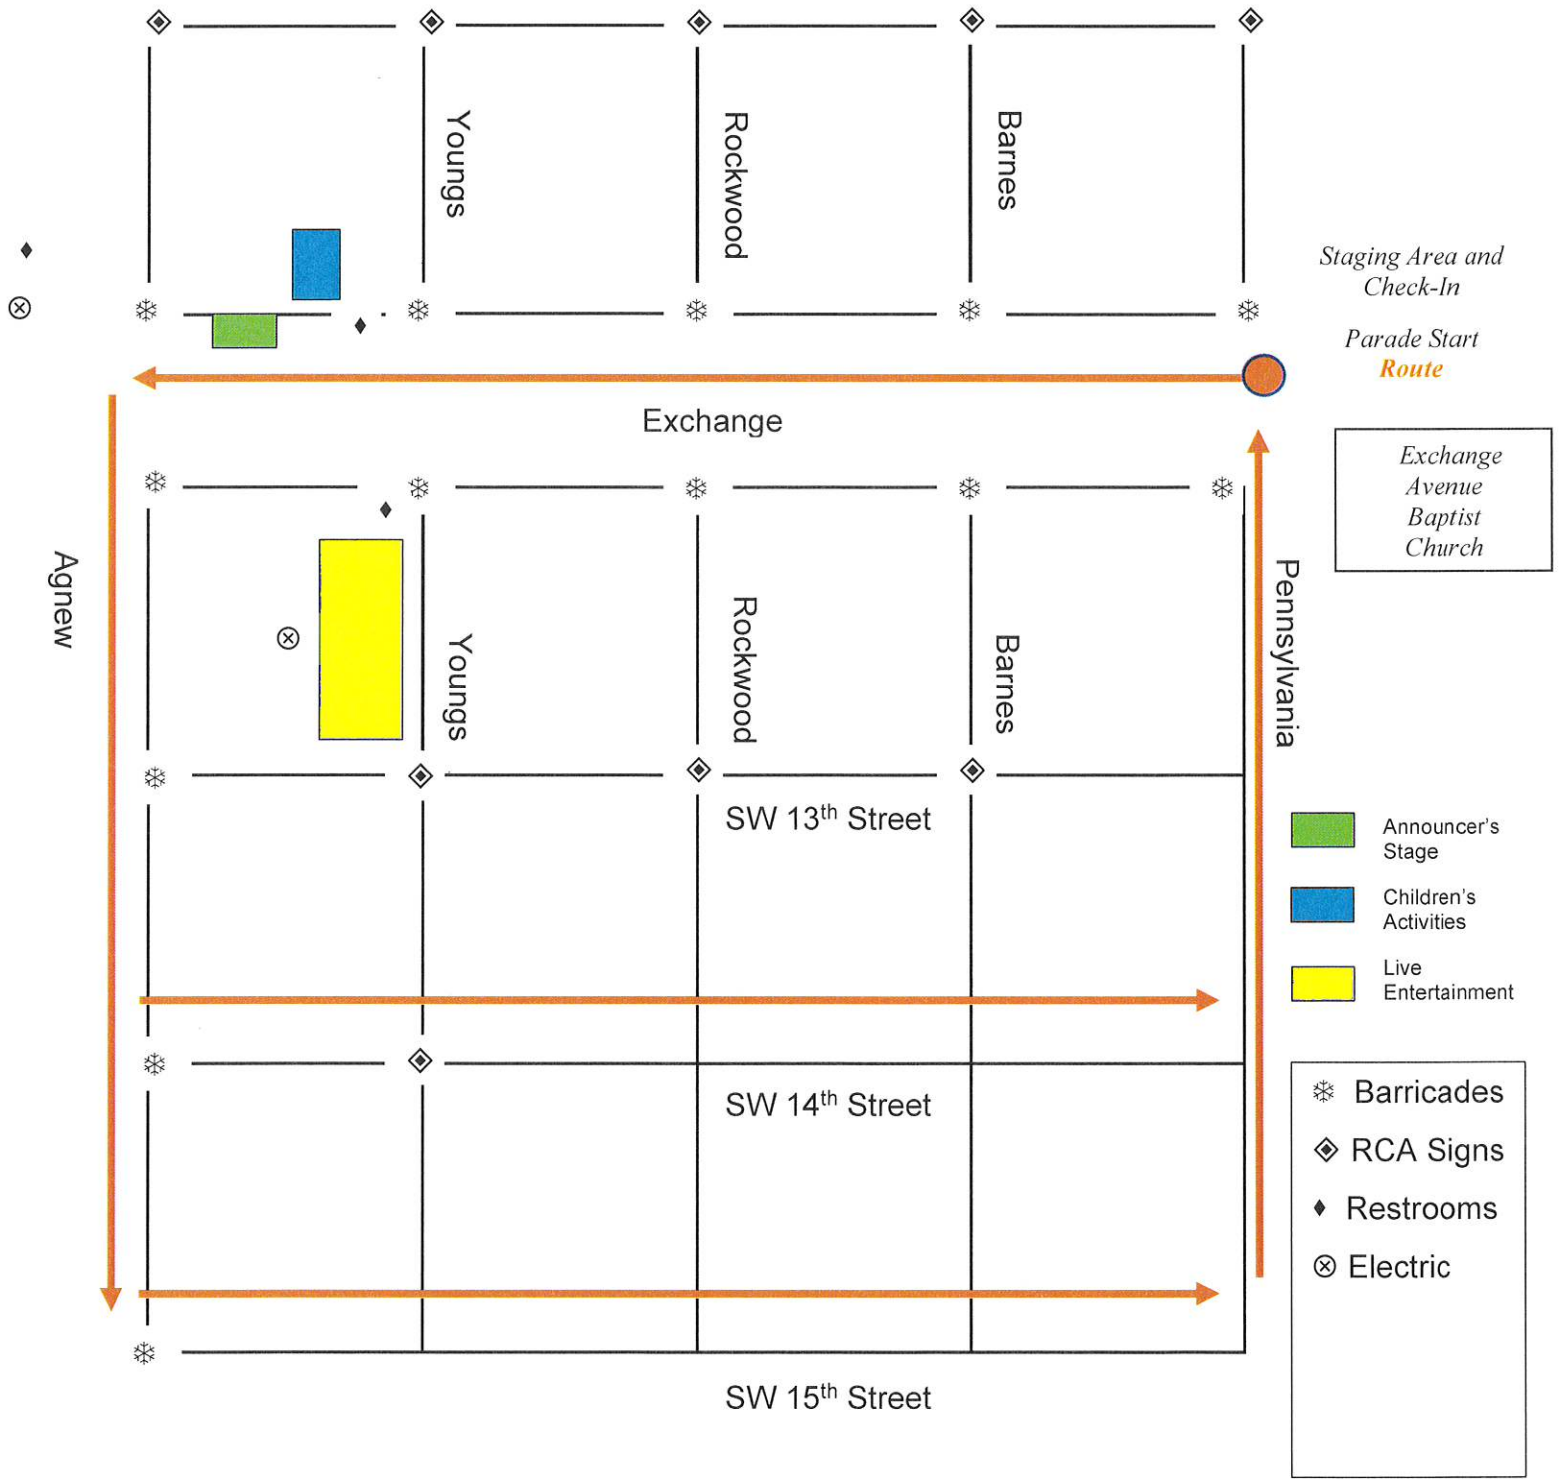 Youngs
Rockwood
Barnes
Staging Area and
Check-In
Parade Start
Route
Exchange
Exchange
Avenue
Baptist
Church
Agnew
Youngs
Rockwood
Barnes
Pennsylvania
SW 13th Street
Announcer's
Stage
Children's
Activities
Live
Entertainment
SW 14th Street
Barricades
RCA Signs
Restrooms
Electric
SW 15th Street